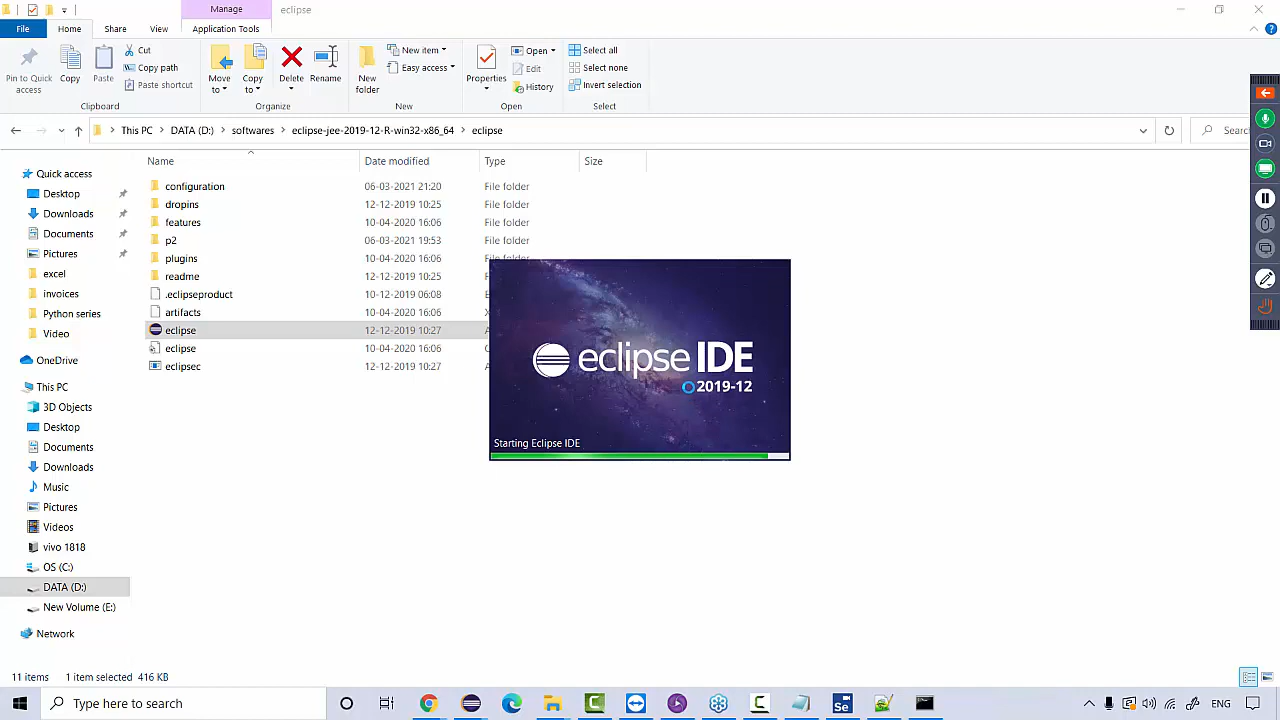 Manage
eclipse
File
Home
Share
View
Application Tools
Pin to Quick access
Copy
Paste
Cut
Copy path
Paste shortcut
Clipboard
Move to
Copy to
Delete
Rename
Organize
New folder
New item
Easy access
New
Properties
Open
Edit
History
Open
Select all
Select none
Invert selection
Select
This PC
DATA (D:)
softwares
eclipse-jee-2019-12-R-win32-x86_64
eclipse
Name
Date modified
Type
Size
configuration 06-03-2021 21:20 File folder
dropins 12-12-2019 10:25 File folder
features 10-04-2020 16:06 File folder
p2 06-03-2021 19:53 File folder
plugins 10-04-2020 16:06 File folder
readme 12-12-2019 10:25 File folder
.eclipseproduct 10-12-2019 06:08
artifacts 10-04-2020 16:06
eclipse 12-12-2019 10:27
eclipse 10-04-2020 16:06
eclipsec 12-12-2019 10:27
Quick access
Desktop
Downloads
Documents
Pictures
excel
invoices
Python series
Video
OneDrive
This PC
3D Objects
Desktop
Documents
Downloads
Music
Pictures
Videos
vivo 1818
OS (C:)
DATA (D:)
New Volume (E:)
Network
eclipse IDE
2019-12
Starting Eclipse IDE
11 items
1 item selected 416 KB
Type here to search
Se
ENG